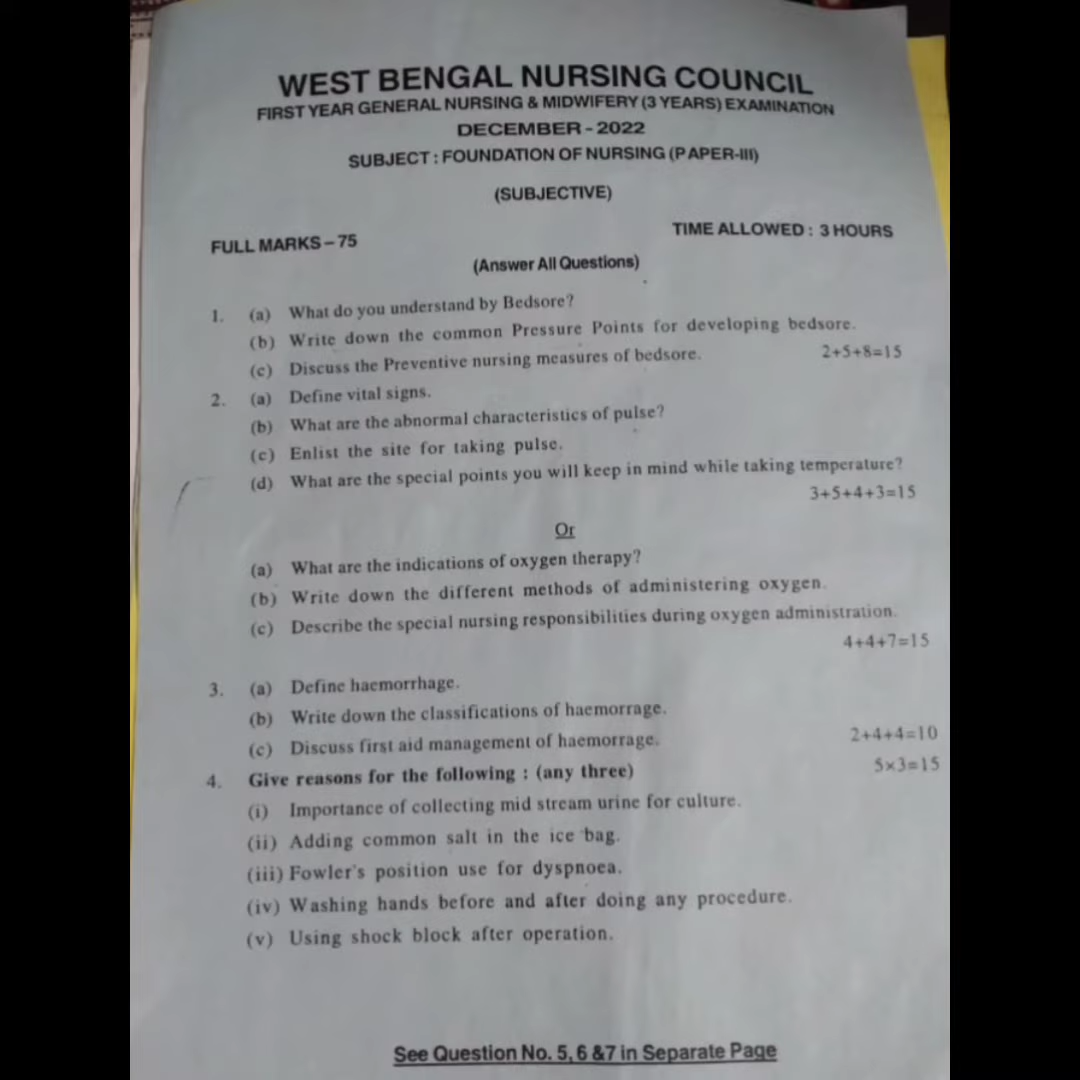 WEST BENGAL NURSING COUNCIL
FIRST YEAR GENERAL NURSING & MIDWIFERY (3 YEARS) EXAMINATION
DECEMBER - 2022
SUBJECT : FOUNDATION OF NURSING (PAPER-III)
(SUBJECTIVE)
FULL MARKS – 75 TIME ALLOWED : 3 HOURS
(Answer All Questions)
1. (a) What do you understand by Bedsore?
(b) Write down the common Pressure Points for developing bedsore.
(c) Discuss the Preventive nursing measures of bedsore. 2+5+8=15
2. (a) Define vital signs.
(b) What are the abnormal characteristics of pulse?
(c) Enlist the site for taking pulse.
(d) What are the special points you will keep in mind while taking temperature?
3+5+4+3=15
Or
(a) What are the indications of oxygen therapy?
(b) Write down the different methods of administering oxygen.
(c) Describe the special nursing responsibilities during oxygen administration.
4+4+7=15
3. (a) Define haemorrhage.
(b) Write down the classifications of haemorrage.
(c) Discuss first aid management of haemorrage. 2+4+4=10
4. Give reasons for the following : (any three) 5×3=15
(i) Importance of collecting mid stream urine for culture.
(ii) Adding common salt in the ice bag.
(iii) Fowler's position use for dyspnoea.
(iv) Washing hands before and after doing any procedure.
(v) Using shock block after operation.
See Question No. 5, 6 &7 in Separate Page